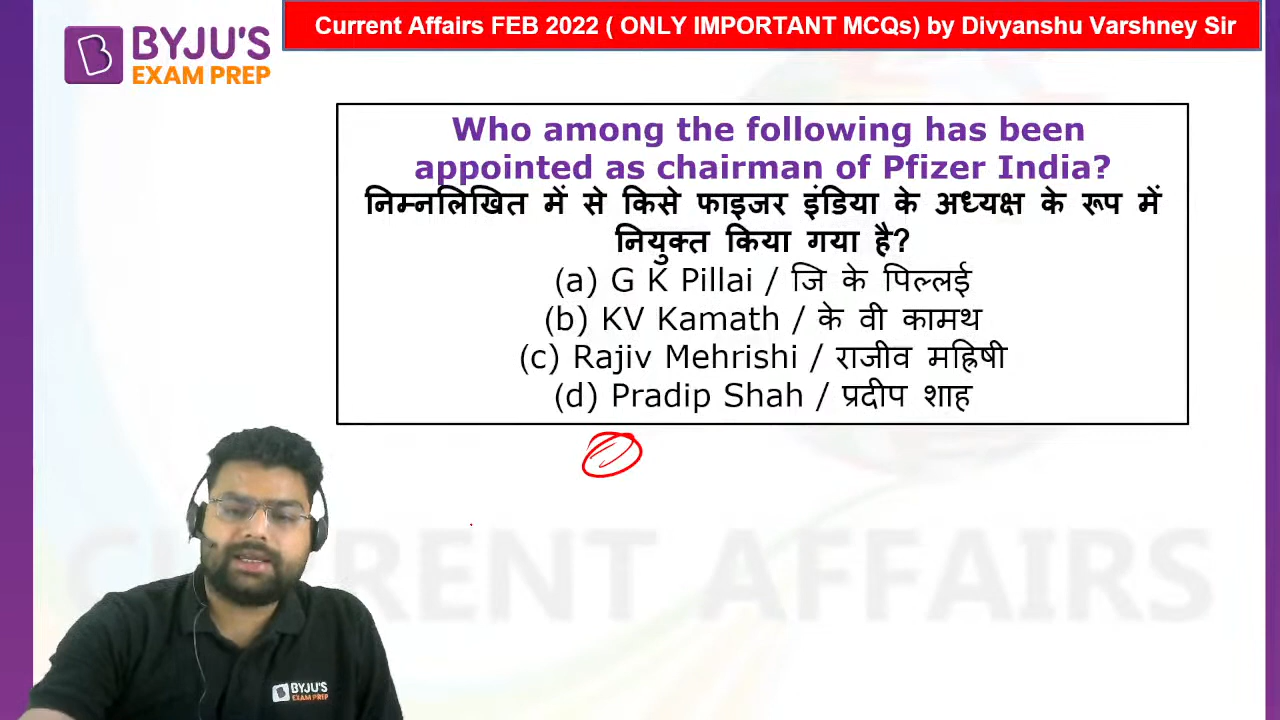 Current Affairs FEB 2022 ( ONLY IMPORTANT MCQs) by Divyanshu Varshney Sir
BYJU'S
EXAM PREP
Who among the following has been
appointed as chairman of Pfizer India?
निम्नलिखित में से किसे फाइजर इंडिया के अध्यक्ष के रूप में
नियुक्त किया गया है?
(a) G K Pillai / जि के पिल्लई
(b) KV Kamath / के वी कामथ
(c) Rajiv Mehrishi / राजीव महिृषी
(d) Pradip Shah / प्रदीप शाह
CURRENT AFFAIRS
BYJU'S
EXAM PREP